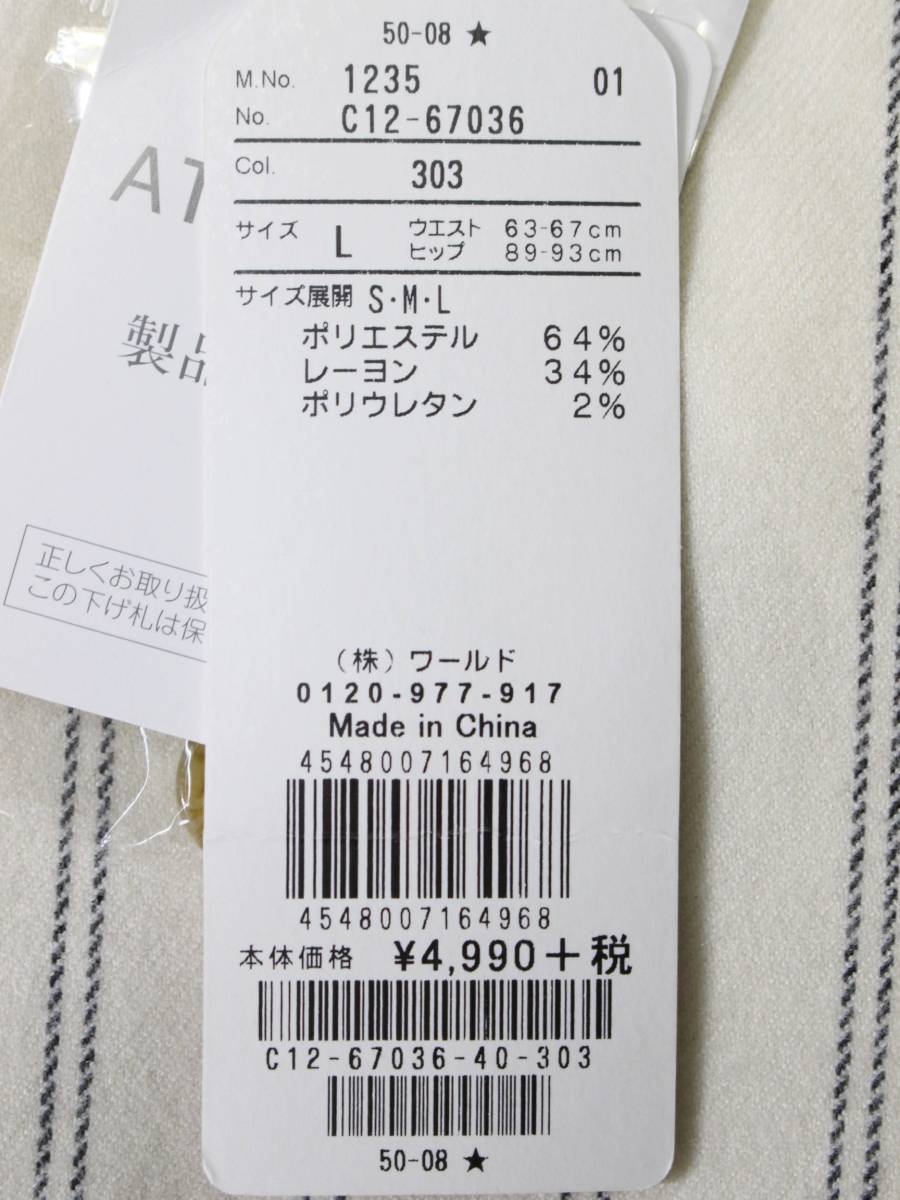 50-08 ★
M.No. 1235 01
No. C12-67036
Col. 303
サイズ L ウエスト 63-67cm
ヒップ 89-93cm
サイズ展開 S・M・L
ポリエステル 64%
レーヨン 34%
ポリウレタン 2%
(株)ワールド
0120-977-917
Made in China
4548007164968
4548007164968
本体価格 ¥4,990+税
C12-67036-40-303
50-08 ★
AT
製品
正しくお取り扱
この下げ札は保